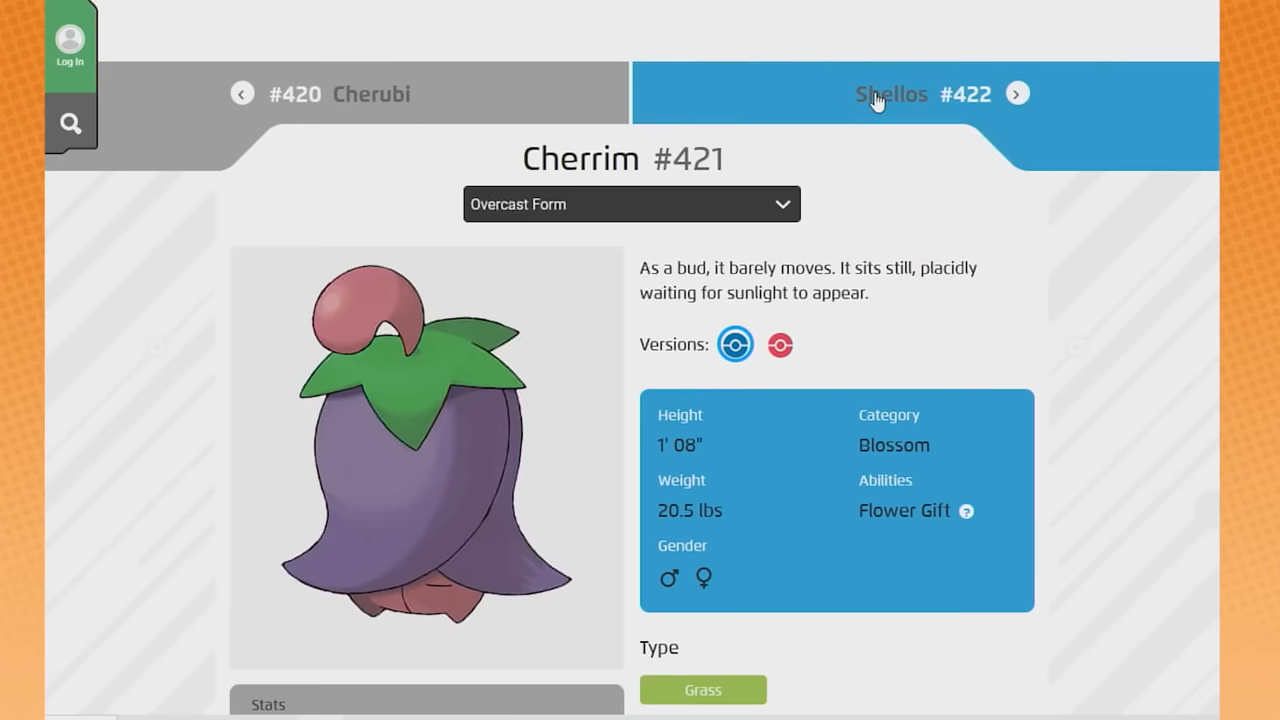 Log In
#420 Cherubi
Shellos #422
Cherrim #421
Overcast Form
As a bud, it barely moves. It sits still, placidly
waiting for sunlight to appear.
Versions:
Height
1' 08"
Category
Blossom
Weight
20.5 lbs
Abilities
Flower Gift ?
Gender
Type
Grass
Stats